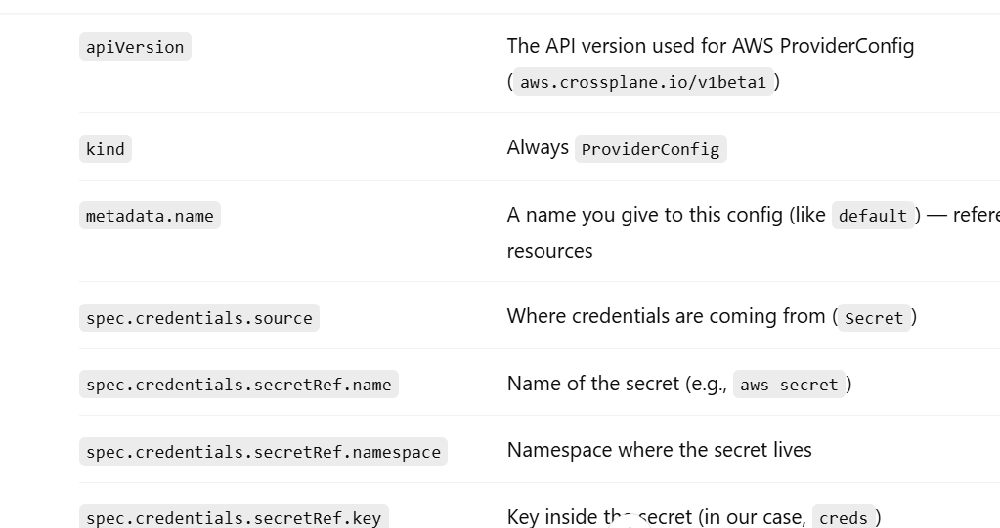 apiVersion
The API version used for AWS ProviderConfig
(aws.crossplane.io/v1beta1)
kind
Always ProviderConfig
metadata.name
A name you give to this config (like default) —
resources
spec.credentials.source
Where credentials are coming from (Secret)
spec.credentials.secretRef.name
Name of the secret (e.g., aws-secret)
spec.credentials.secretRef.namespace
Namespace where the secret lives
spec.credentials.secretRef.key
Key inside the secret (in our case, creds)